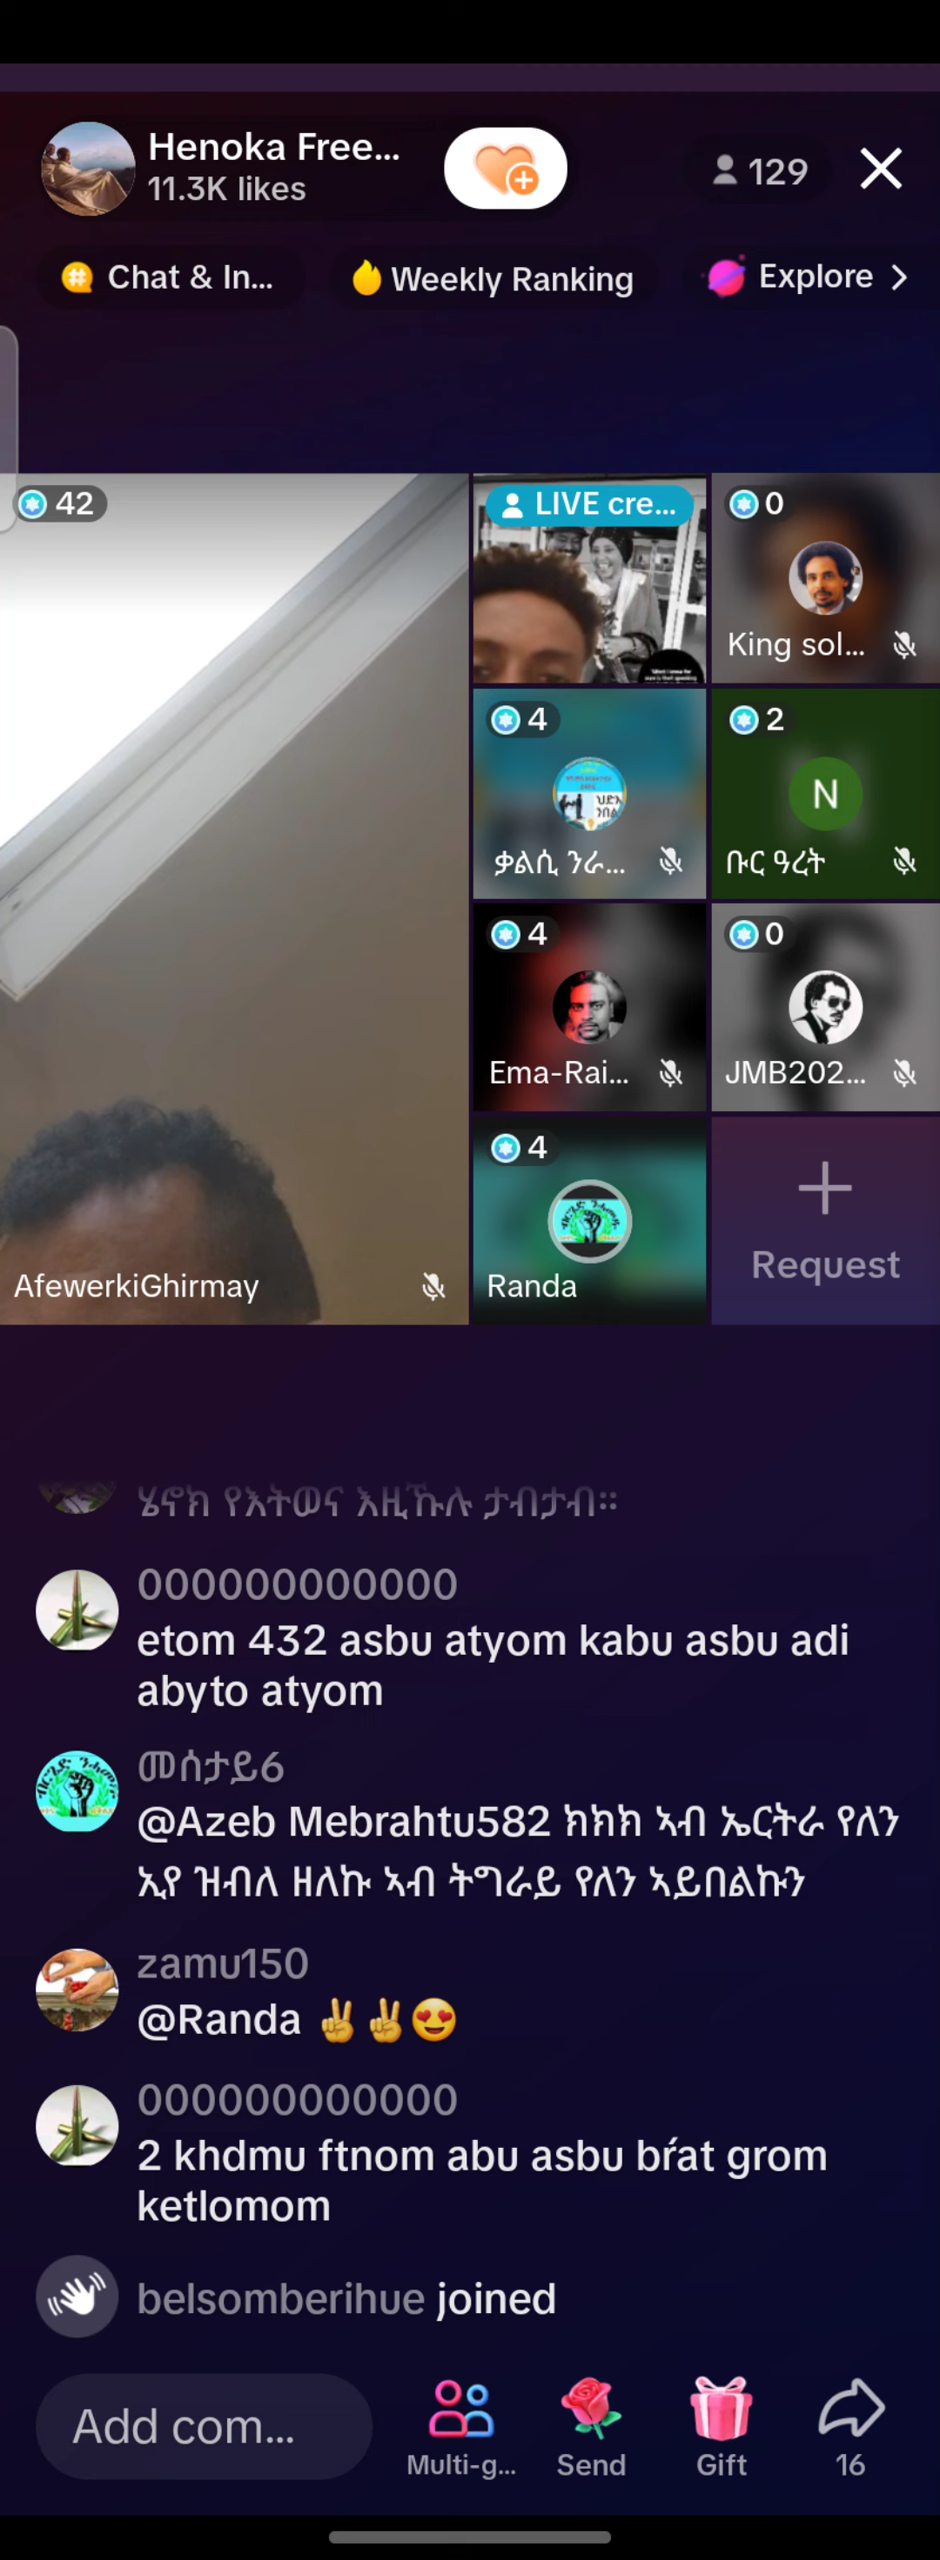 Henoka Free...
11.3K likes
129
Chat & In...
Weekly Ranking
Explore
42
LIVE cre...
0
King sol...
4
ቃልሲ ንራ...
2
N
ቡር ዓረት
4
Ema-Rai...
0
JMB202...
4
Randa
Request
AfewerkiGhirmay
ሄኖክ የእትወና እዚኹሉ ታብታብ።
000000000000
etom 432 asbu atyom kabu asbu adi
abyto atyom
መሰታይ6
@Azeb Mebrahtu582 ክክክ ኣብ ኤርትራ የለን
ኢየ ዝብለ ዘለኩ ኣብ ትግራይ የለን ኣይበልኩን
zamu150
@Randa ✌️✌️😍
000000000000
2 khdmu ftnom abu asbu bŕat grom
ketlomom
belsomberihue joined
Add com...
Multi-g...
Send
Gift
16